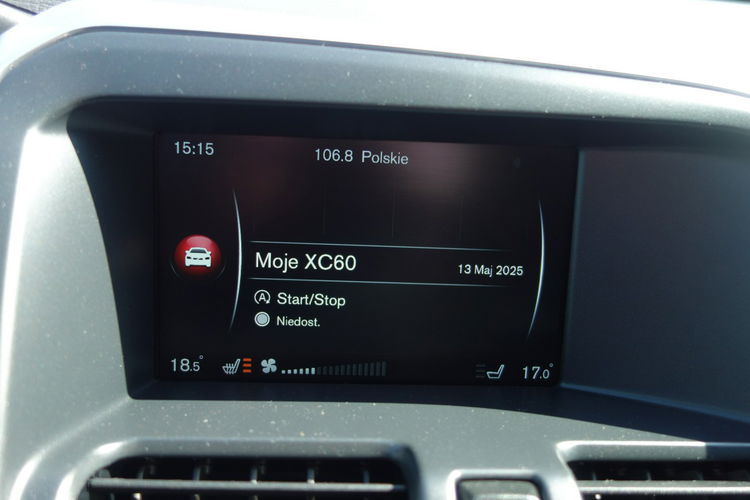 15:15
106.8 Polskie
Moje XC60
13 Maj 2025
A Start/Stop
Niedost.
18.5°
17.0°